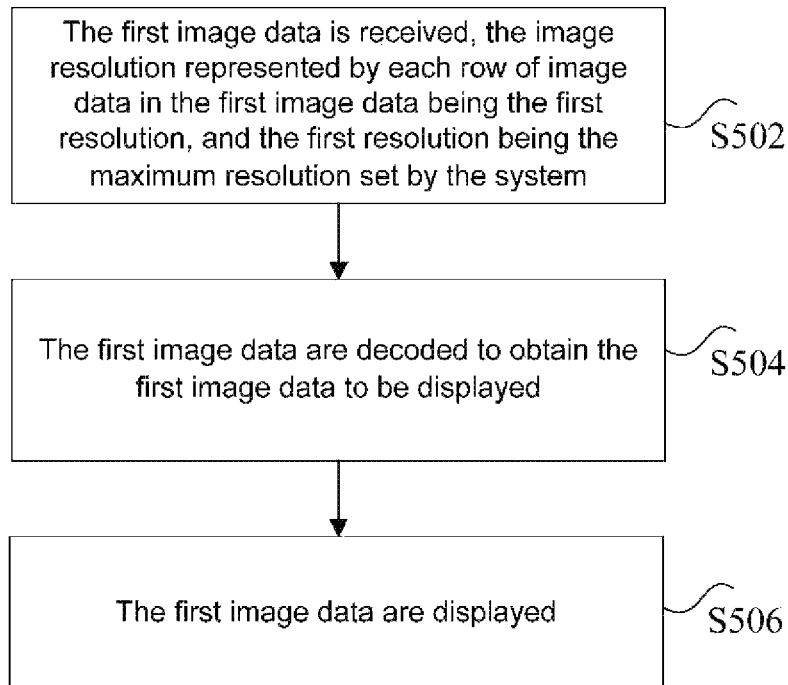 The first image data is received, the image
resolution represented by each row of image
data in the first image data being the first
resolution, and the first resolution being the
maximum resolution set by the system
S502
The first image data are decoded to obtain the
first image data to be displayed
S504
The first image data are displayed
S506